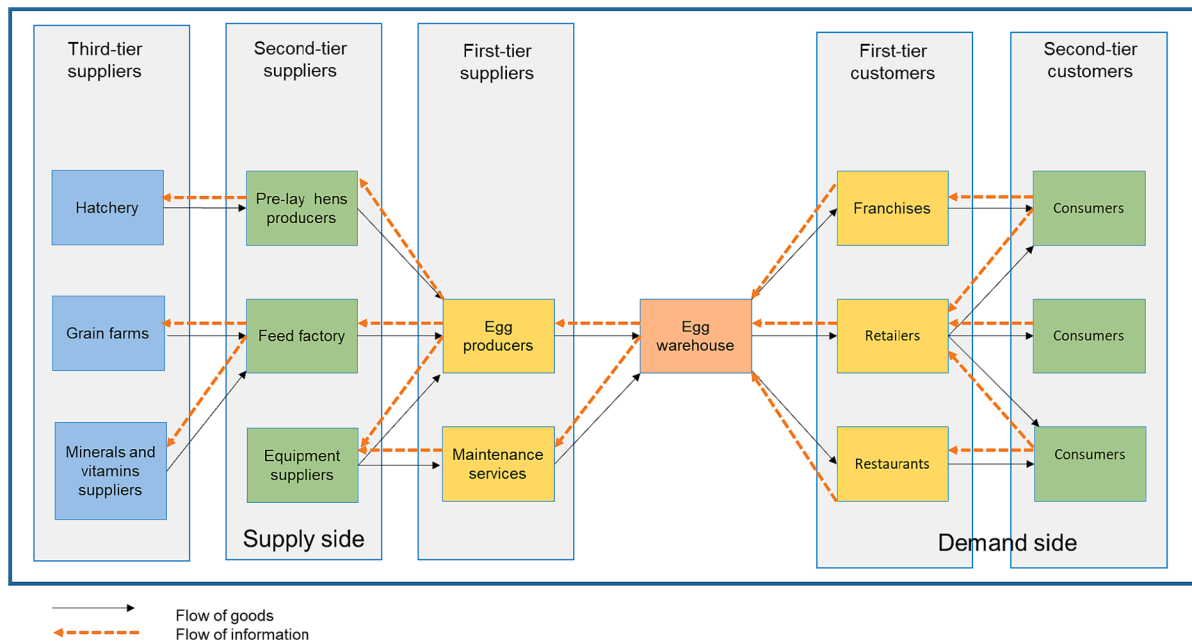 Third-tier
suppliers
Second-tier
suppliers
First-tier
suppliers
First-tier
customers
Second-tier
customers
Hatchery
Pre-lay hens
producers
Franchises
Consumers
Grain farms
Feed factory
Egg
producers
Egg
warehouse
Retailers
Consumers
Minerals and
vitamins
suppliers
Equipment
suppliers
Maintenance
services
Restaurants
Consumers
Supply side
Demand side
Flow of goods
Flow of information